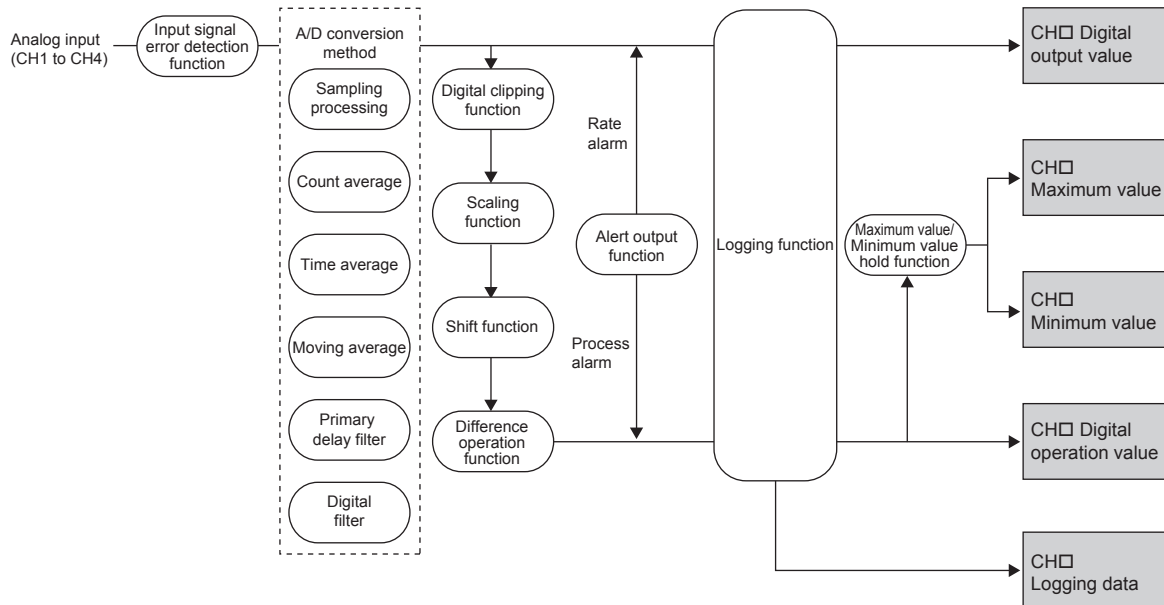 Analog input
(CH1 to CH4)
Input signal
error detection
function
A/D conversion
method
Sampling
processing
Count average
Time average
Moving average
Primary
delay filter
Digital
filter
Digital clipping
function
Scaling
function
Shift function
Difference
operation
function
Rate
alarm
Alert output
function
Process
alarm
Logging function
Maximum value/
Minimum value
hold function
CH□ Digital
output value
CH□
Maximum value
CH□
Minimum value
CH□ Digital
operation value
CH□
Logging data